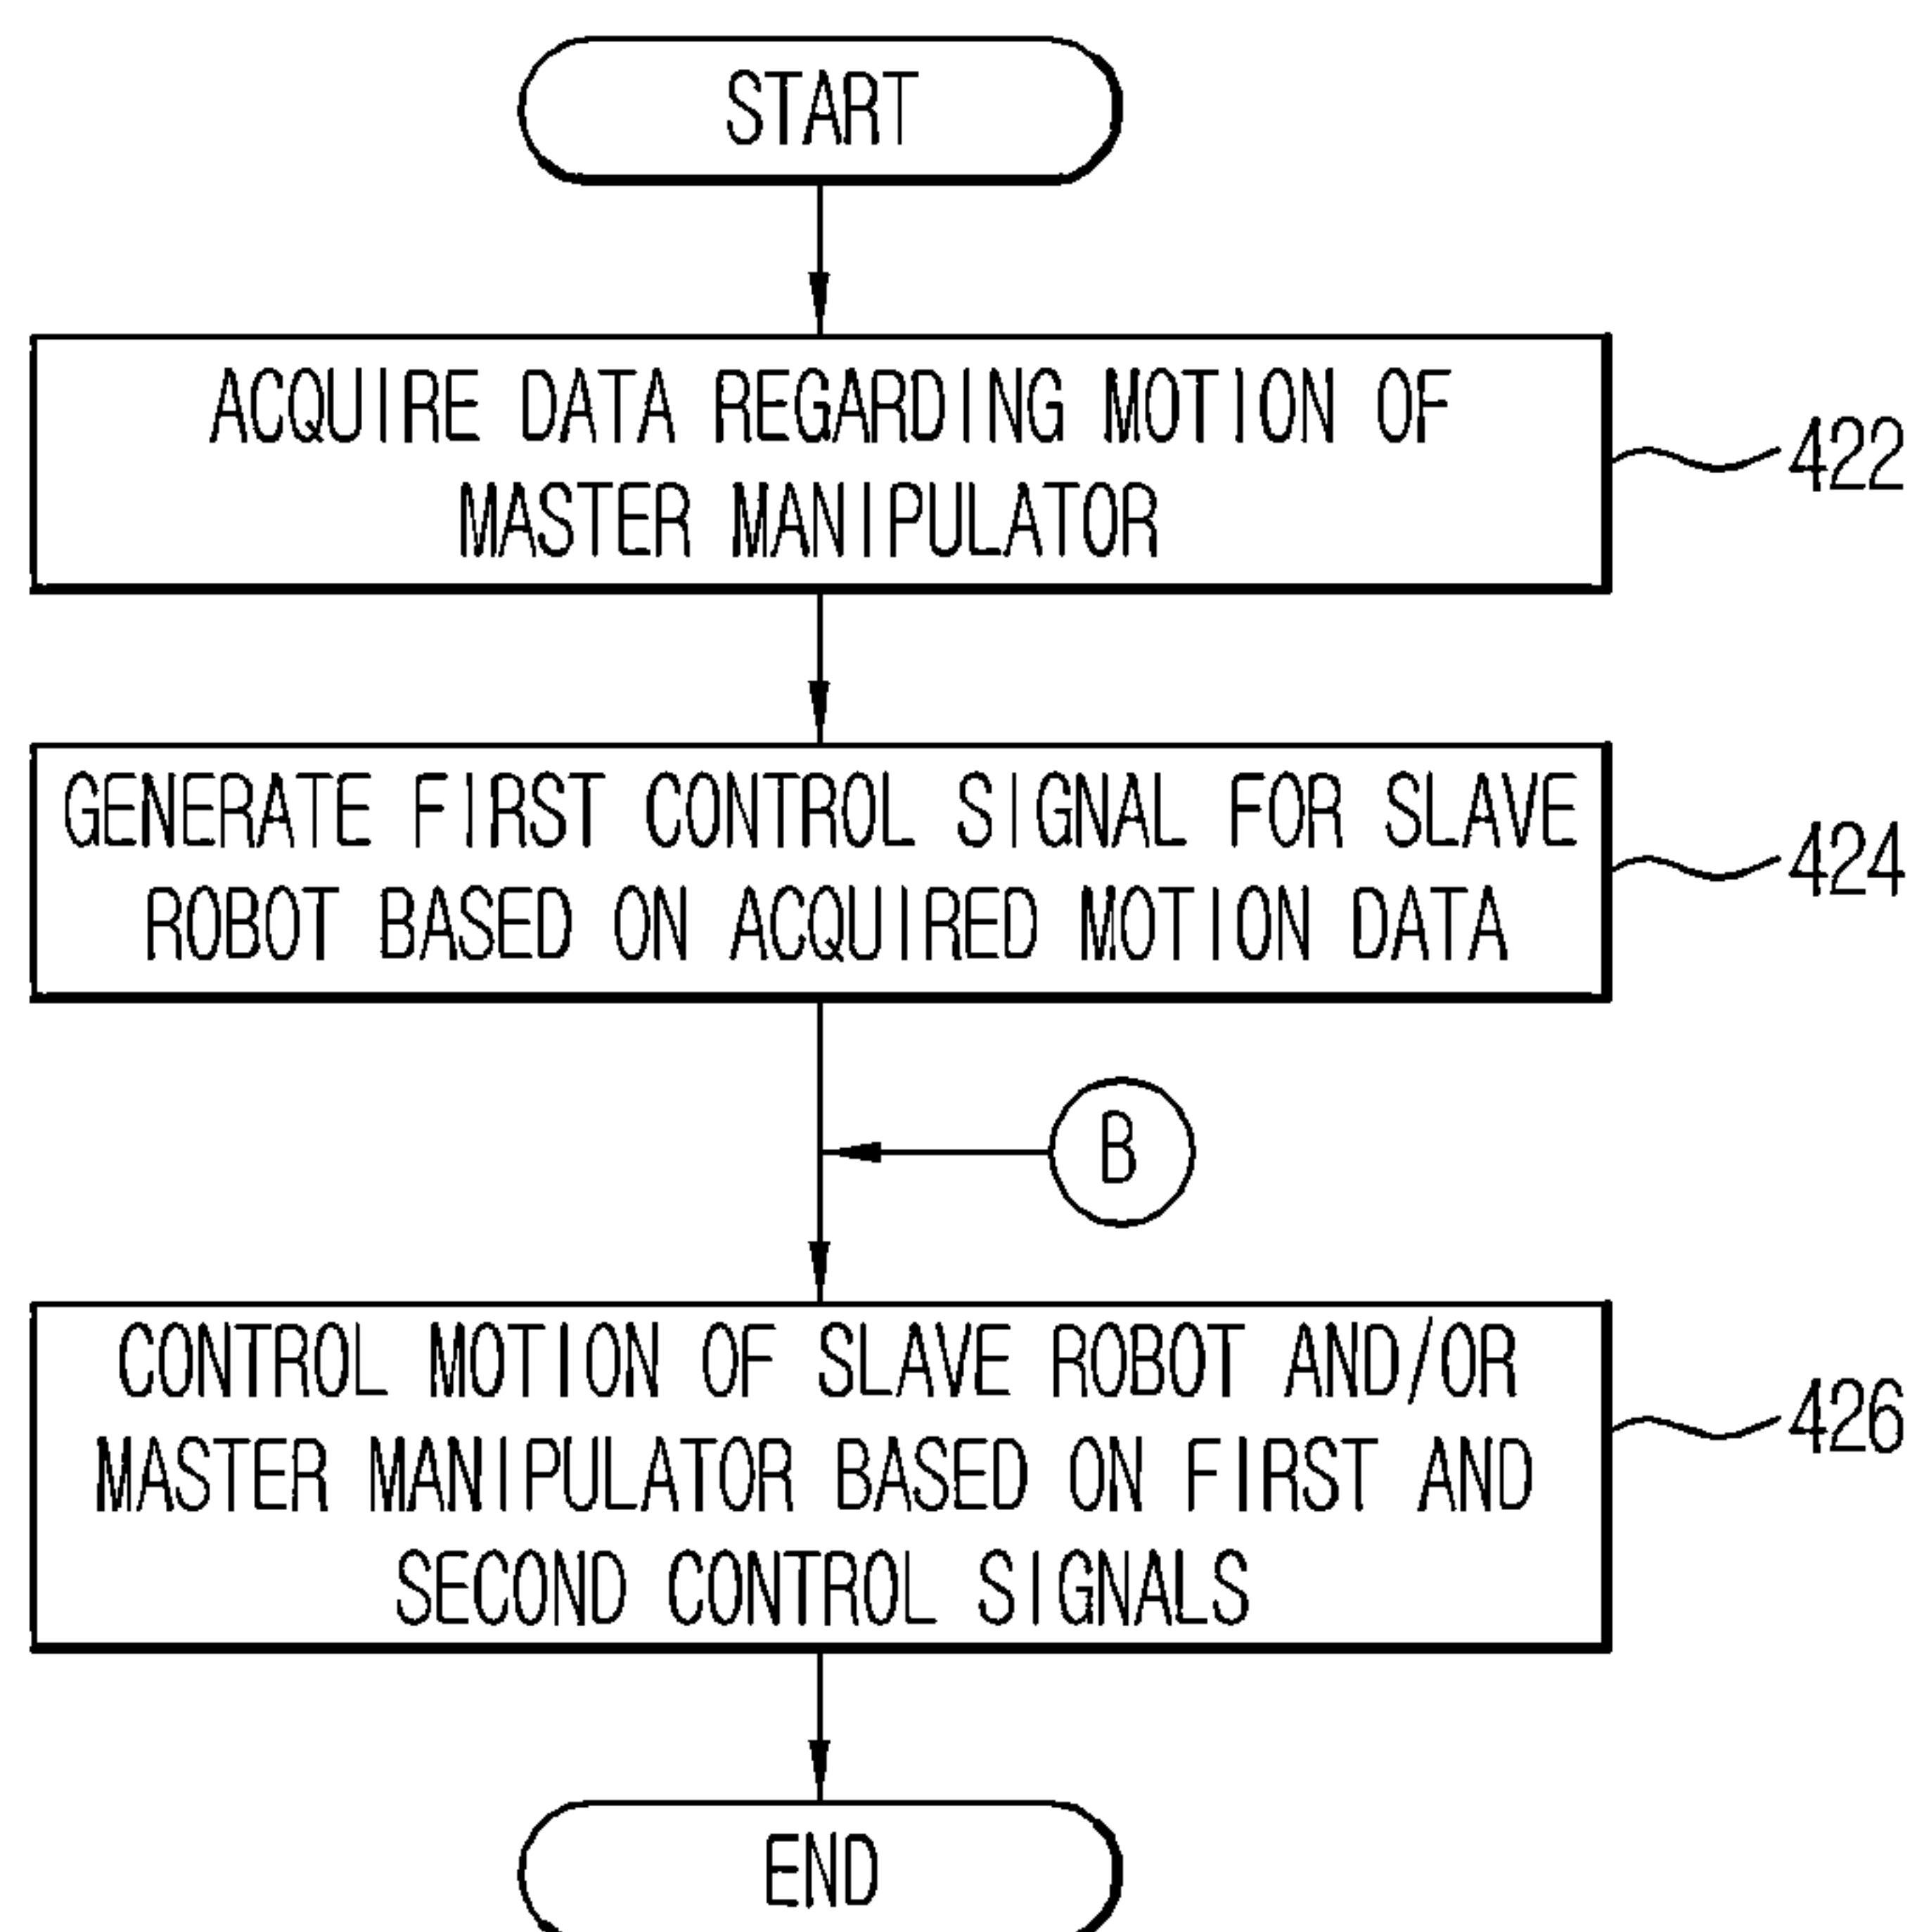 START
ACQUIRE DATA REGARDING MOTION OF
MASTER MANIPULATOR
422
GENERATE FIRST CONTROL SIGNAL FOR SLAVE
ROBOT BASED ON ACQUIRED MOTION DATA
424
B
CONTROL MOTION OF SLAVE ROBOT AND/OR
MASTER MANIPULATOR BASED ON FIRST AND
SECOND CONTROL SIGNALS
426
END